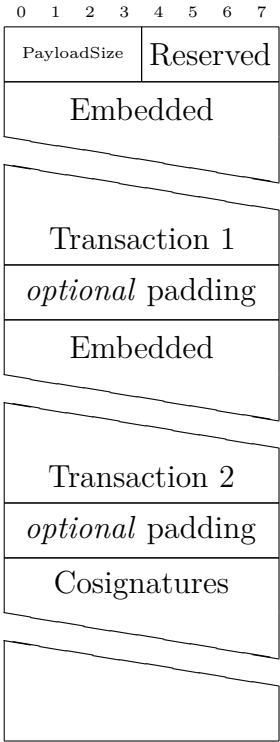 0 1 2 3 4 5 6 7
PayloadSize Reserved
Embedded
Transaction 1
optional padding
Embedded
Transaction 2
optional padding
Cosignatures